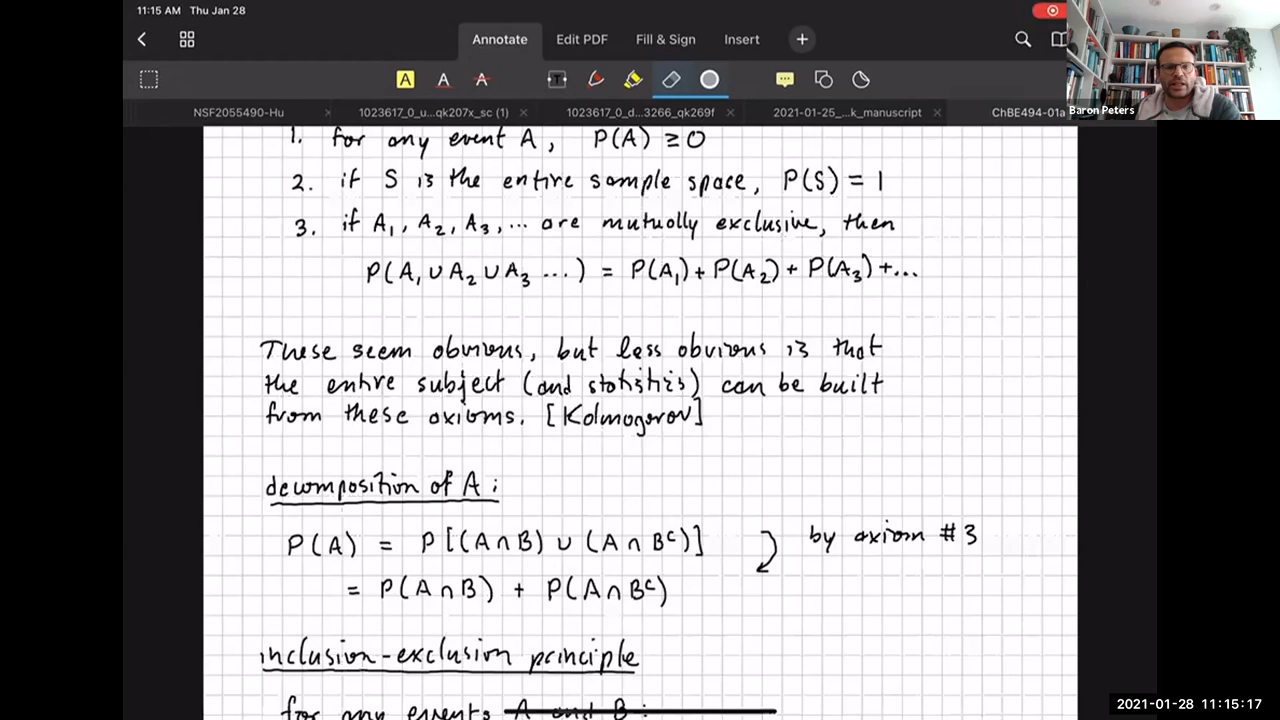 11:15 AM Thu Jan 28
Annotate Edit PDF Fill & Sign Insert
A A A T
NSF2055490-Hu 1023617_0_u...qk207x_sc (1) 1023617_0_d...3266_qk269f 2021-01-25_...k_manuscript ChBE494-01a
Baron Peters
1. for any event A, P(A) ≥ 0
2. if S is the entire sample space, P(S) = 1
3. if A₁, A₂, A₃, ... are mutually exclusive, then
P(A₁ ∪ A₂ ∪ A₃ ...) = P(A₁) + P(A₂) + P(A₃) + ...
These seem obvious, but less obvious is that
the entire subject (and statistics) can be built
from these axioms. [Kolmogorov]
decomposition of A:
P(A) = P[(A∩B) ∪ (A∩Bᶜ)]
by axiom #3
= P(A∩B) + P(A∩Bᶜ)
inclusion-exclusion principle
for any events A and B:
2021-01-28 11:15:17